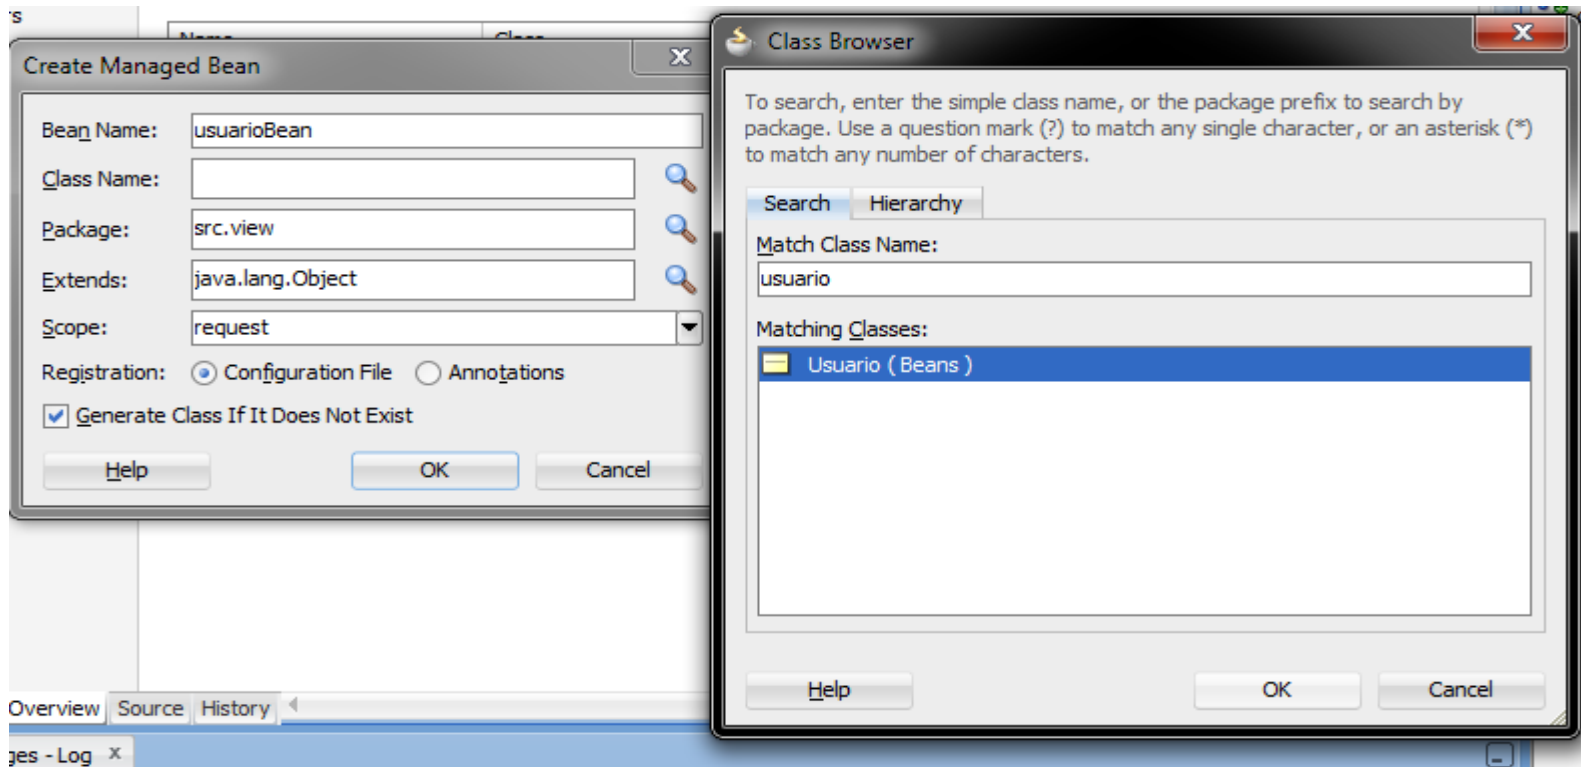 Create Managed Bean
Bean Name: usuarioBean
Class Name:
Package: src.view
Extends: java.lang.Object
Scope: request
Registration: Configuration File Annotations
Generate Class If It Does Not Exist
Help OK Cancel
Class Browser
To search, enter the simple class name, or the package prefix to search by
package. Use a question mark (?) to match any single character, or an asterisk (*)
to match any number of characters.
Search Hierarchy
Match Class Name:
usuario
Matching Classes:
Usuario ( Beans )
Help OK Cancel
Overview Source History
ges - Log